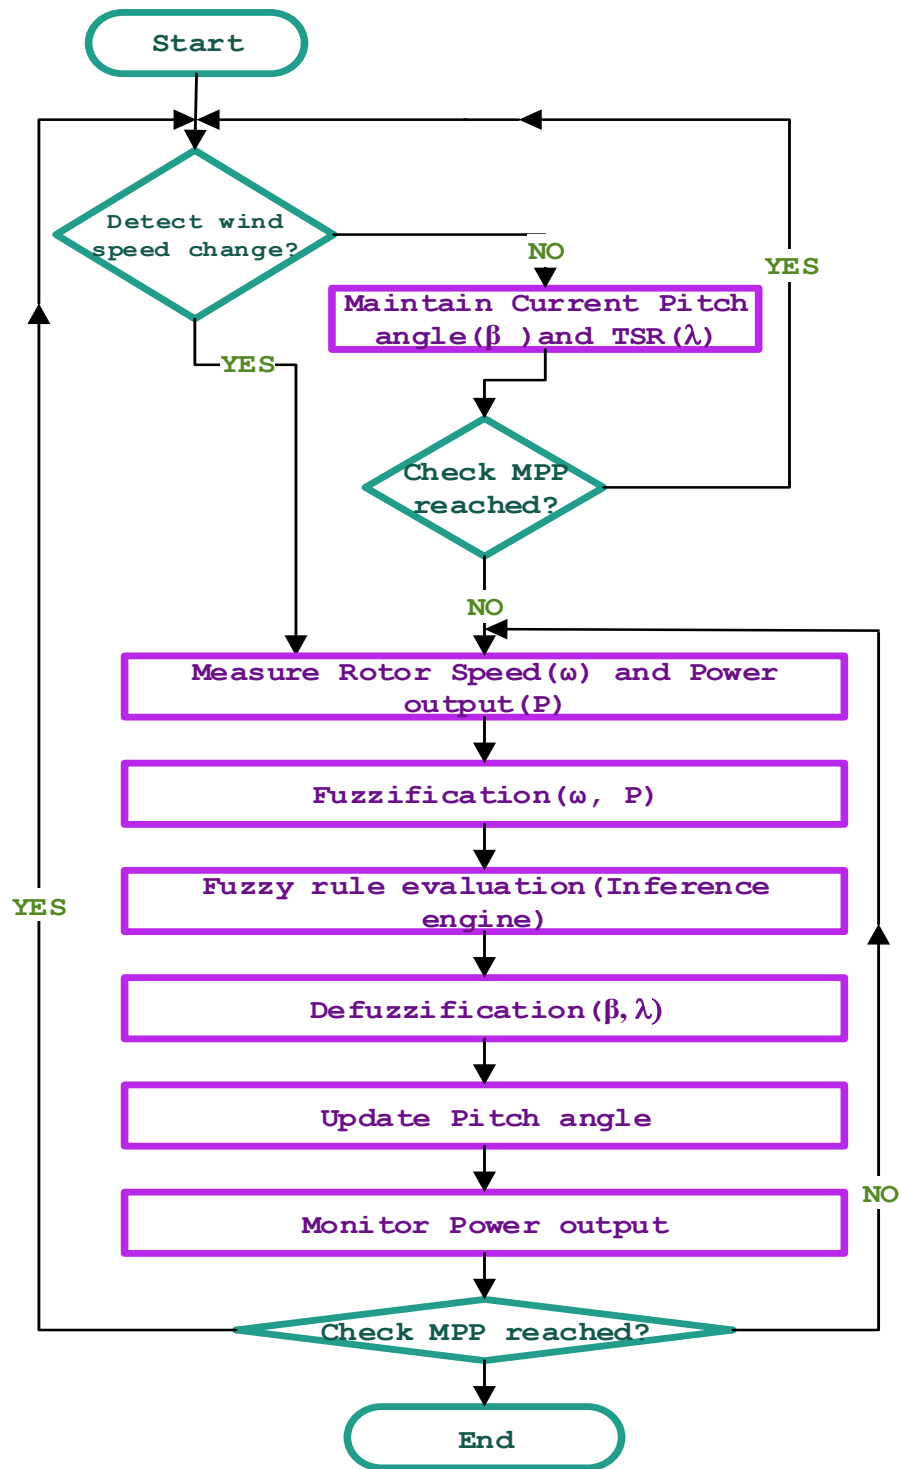 Start
Detect wind
speed change?
NO
YES
Maintain Current Pitch
angle(β )and TSR(λ)
YES
Check MPP
reached?
NO
Measure Rotor Speed(ω) and Power
output(P)
Fuzzification(ω, P)
Fuzzy rule evaluation(Inference
engine)
YES
Defuzzification(β, λ)
Update Pitch angle
NO
Monitor Power output
Check MPP reached?
End